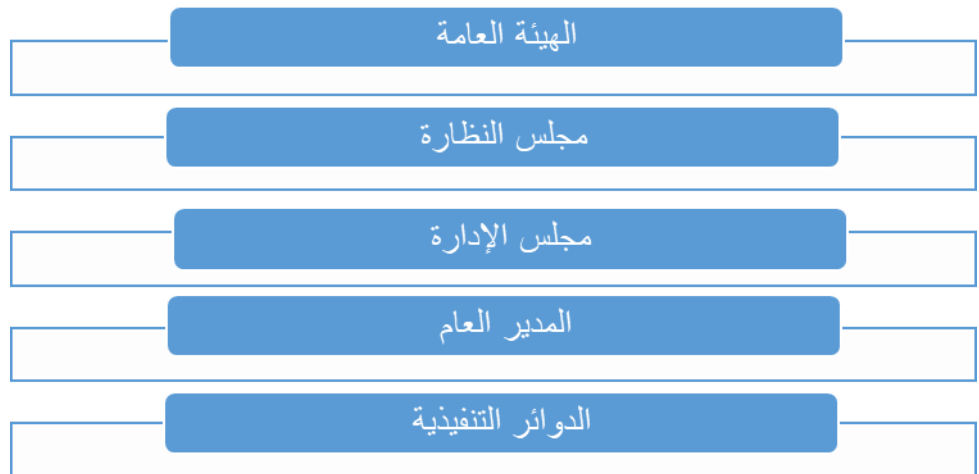 الهيئة العامة
مجلس النظارة
مجلس الإدارة
المدير العام
الدوائر التنفيذية